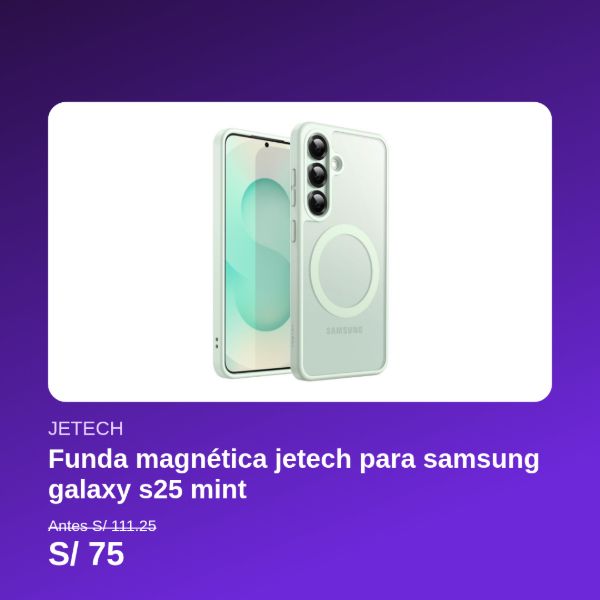 SAMSUNG
JETECH
Funda magnética jetech para samsung
galaxy s25 mint
Antes S/ 111.25
S/ 75